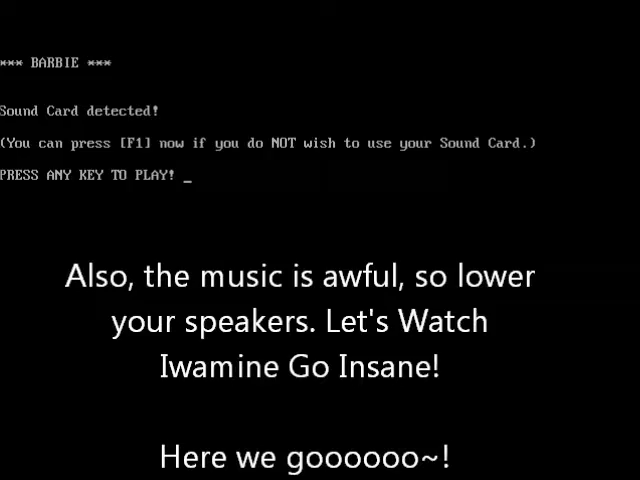 *** BARBIE ***
Sound Card detected!
(You can press [F1] now if you do NOT wish to use your Sound Card.)
PRESS ANY KEY TO PLAY! _
Also, the music is awful, so lower
your speakers. Let's Watch
Iwamine Go Insane!
Here we goooooo~!